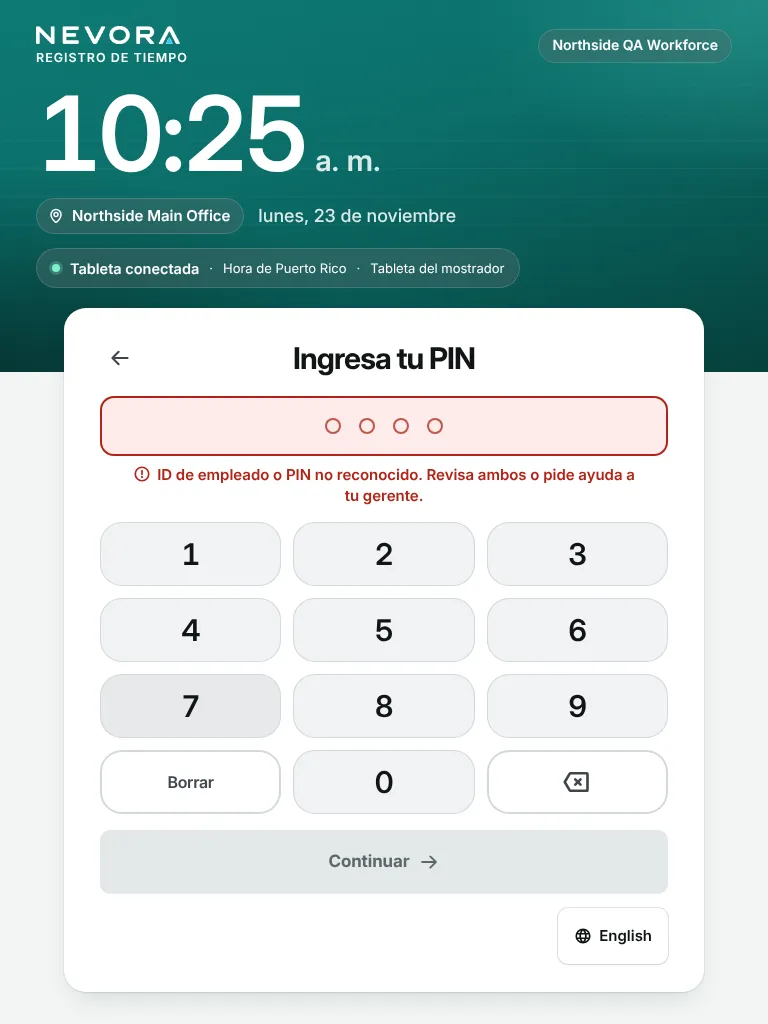 NEVORA
REGISTRO DE TIEMPO
Northside QA Workforce
10:25 a. m.
Northside Main Office
lunes, 23 de noviembre
Tableta conectada · Hora de Puerto Rico · Tableta del mostrador
Ingresa tu PIN
ID de empleado o PIN no reconocido. Revisa ambos o pide ayuda a
tu gerente.
1 2 3
4 5 6
7 8 9
Borrar 0
Continuar
English